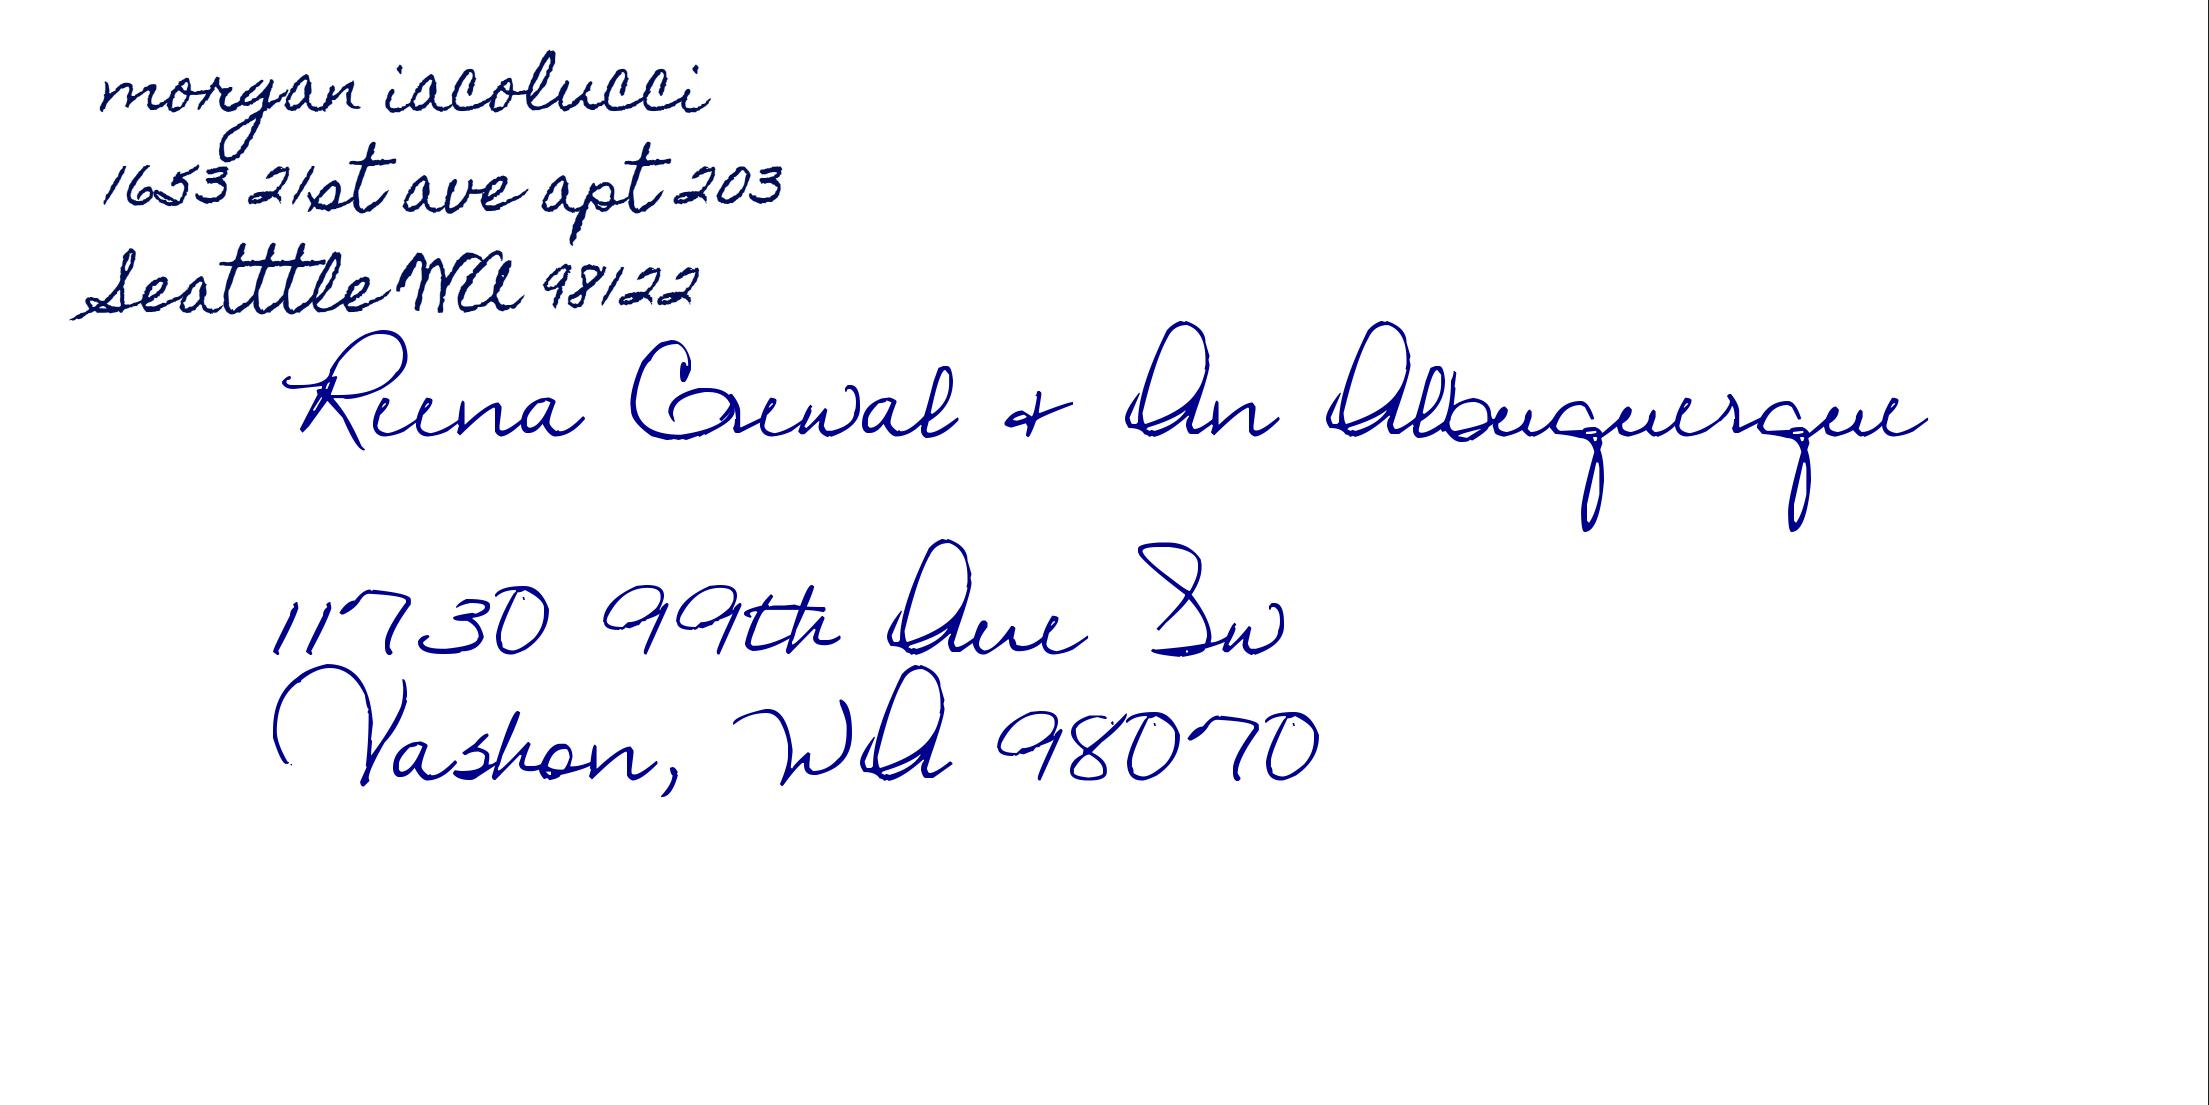 morgan iacolucci
1653 21st ave apt 203
Seatttle WA 98122
Reena Grewal & An Albuquerque
11730 99th Ave Sw
Vashon, WA 98070